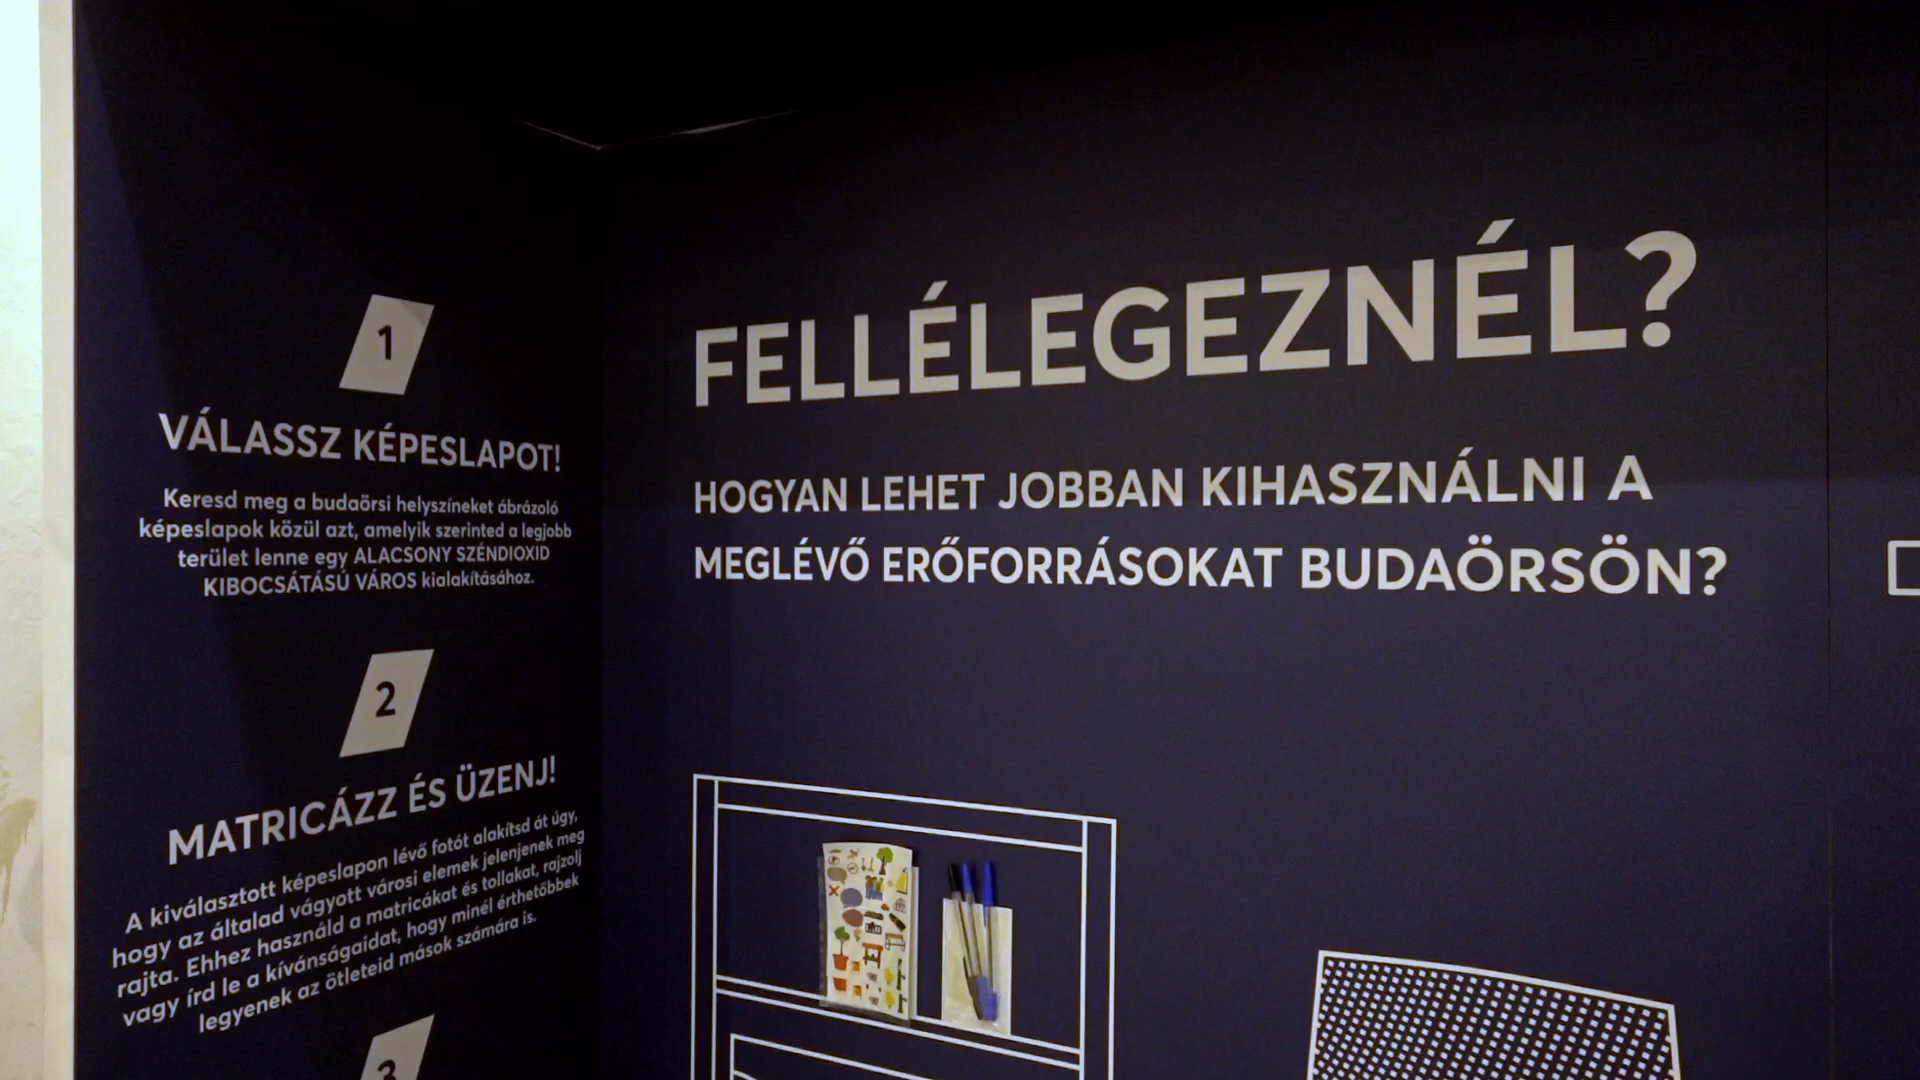 1
VÁLASSZ KÉPESLAPOT!
Keresd meg a budaörsi helyszíneket ábrázoló
képeslapok közül azt, amelyik szerinted a legjobb
terület lenne egy ALACSONY SZÉNDIOXID
KIBOCSÁTÁSÚ VÁROS kialakításához.
2
MATRICÁZZ ÉS ÜZENJ!
A kiválasztott képeslapon lévő fotót alakítsd át úgy,
hogy az általad vágyott városi elemek jelenjenek meg
rajta. Ehhez használd a matricákat és tollakat, rajzolj
vagy írd le a kívánságaidat, hogy minél érthetőbbek
legyenek az ötleteid mások számára is.
3
FELLÉLEGEZNÉL?
HOGYAN LEHET JOBBAN KIHASZNÁLNI A
MEGLÉVŐ ERŐFORRÁSOKAT BUDAÖRSÖN?